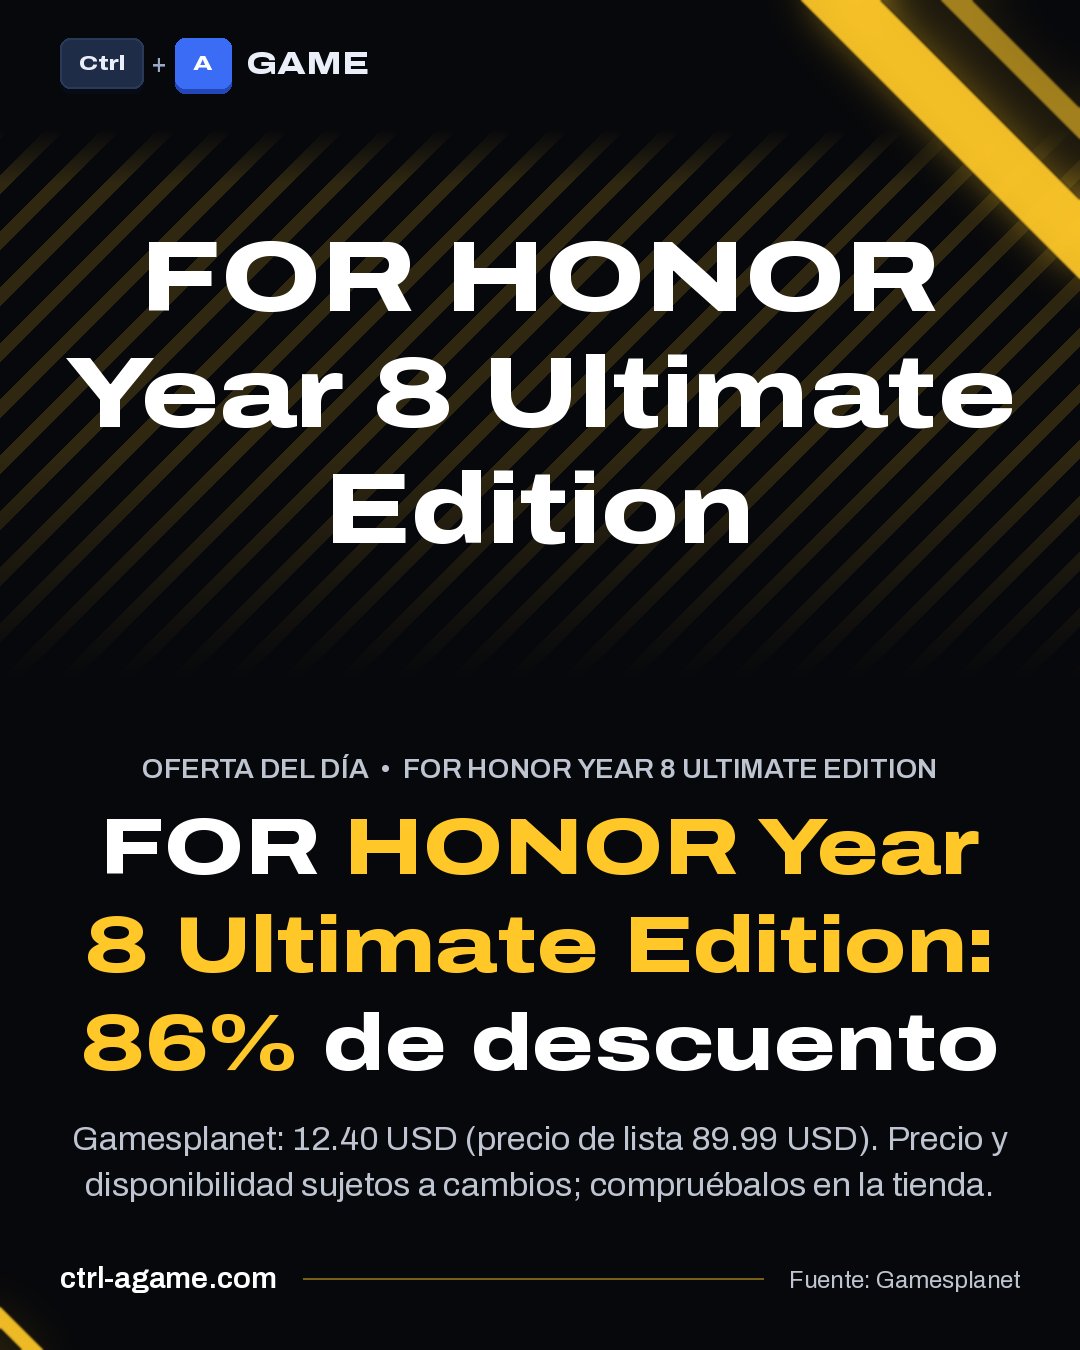 Ctrl + A GAME
FOR HONOR
Year 8 Ultimate
Edition
OFERTA DEL DÍA • FOR HONOR YEAR 8 ULTIMATE EDITION
FOR HONOR Year
8 Ultimate Edition:
86% de descuento
Gamesplanet: 12.40 USD (precio de lista 89.99 USD). Precio y
disponibilidad sujetos a cambios; compruébalos en la tienda.
ctrl-agame.com
Fuente: Gamesplanet